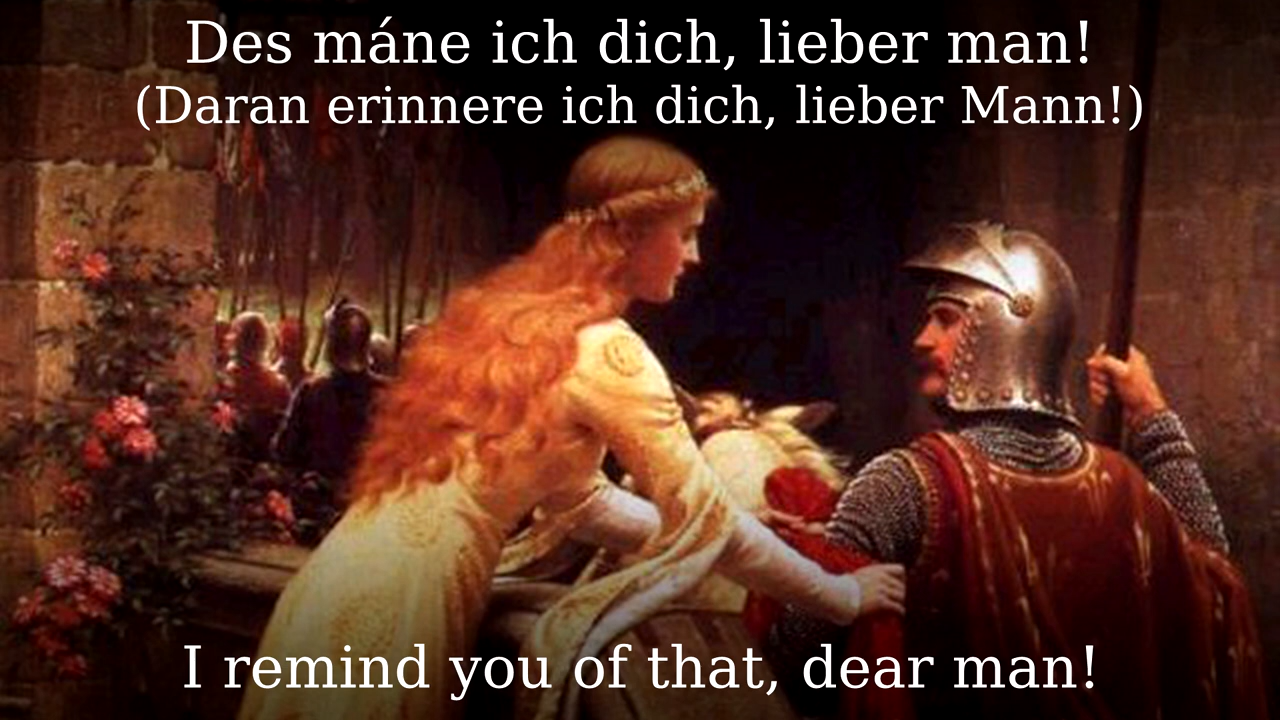 Des máne ich dich, lieber man!
(Daran erinnere ich dich, lieber Mann!)
I remind you of that, dear man!